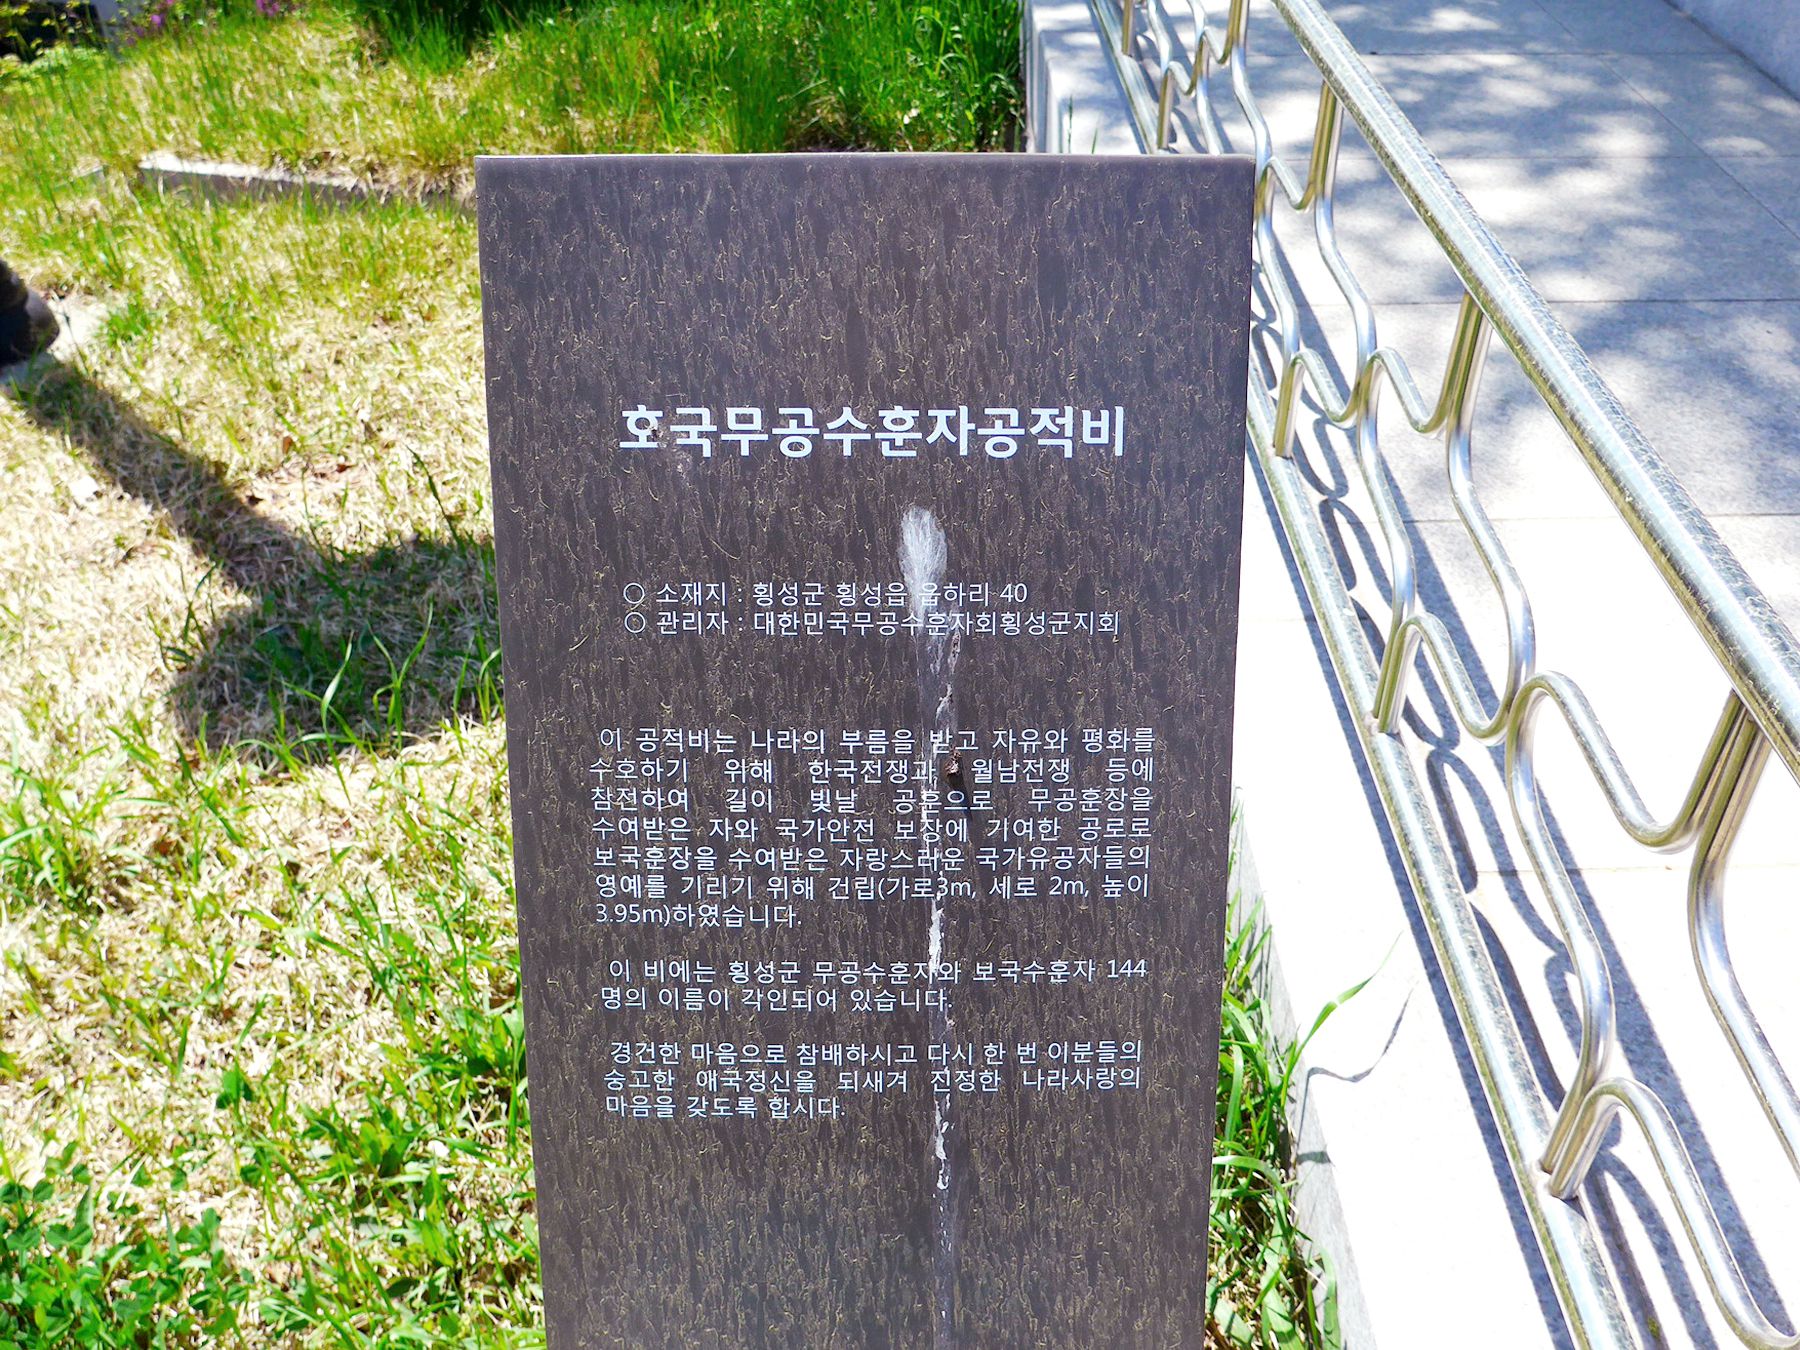 호국무공수훈자공적비
○ 소재지 : 횡성군 횡성읍 읍하리 40
○ 관리자 : 대한민국무공수훈자회횡성군지회
이 공적비는 나라의 부름을 받고 자유와 평화를
수호하기 위해 한국전쟁과 월남전쟁 등에
참전하여 길이 빛날 공훈으로 무공훈장을
수여받은 자와 국가안전 보장에 기여한 공로로
보국훈장을 수여받은 자랑스러운 국가유공자들의
영예를 기리기 위해 건립(가로3m, 세로 2m, 높이
3.95m)하였습니다.
이 비에는 횡성군 무공수훈자와 보국수훈자 144
명의 이름이 각인되어 있습니다.
경건한 마음으로 참배하시고 다시 한 번 이분들의
숭고한 애국정신을 되새겨 진정한 나라사랑의
마음을 갖도록 합시다.